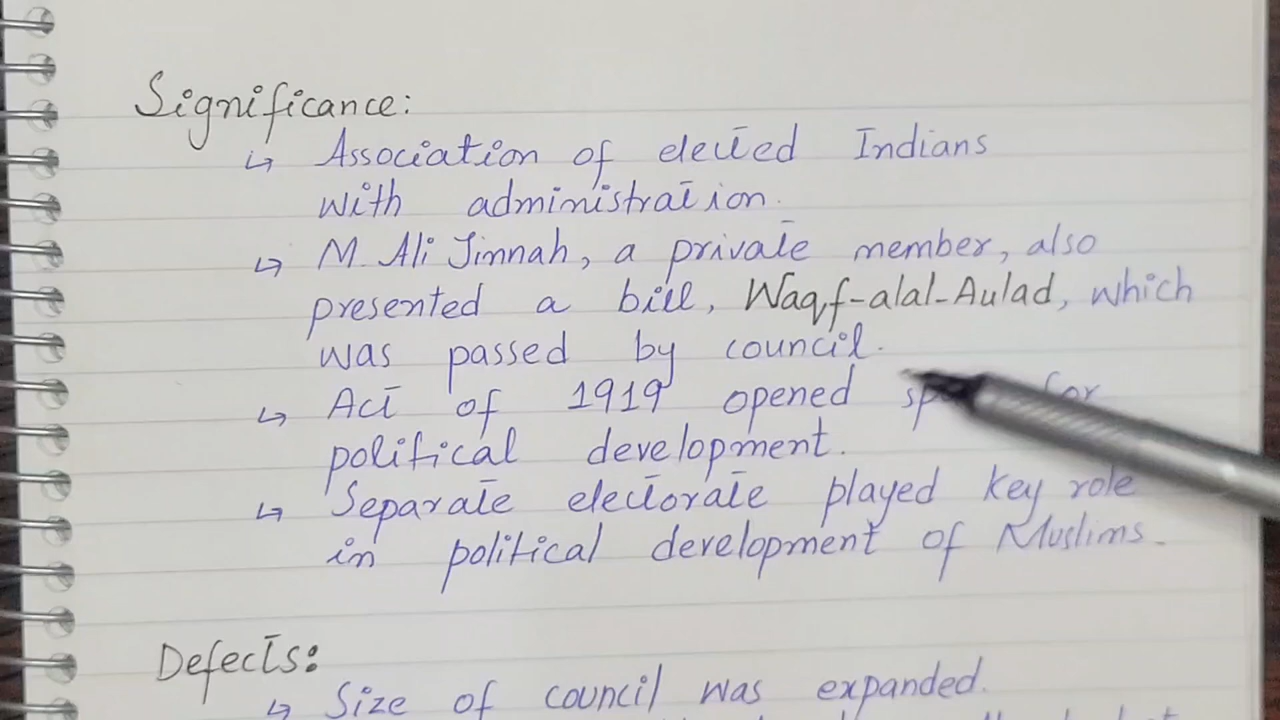 Significance:
↳ Association of elected Indians
with administration.
↳ M. Ali Jinnah, a private member, also
presented a bill, Waqf-alal-Aulad, which
was passed by council.
↳ Act of 1919 opened for
political development.
↳ Separate electorate played key role
in political development of Muslims.
Defects:
↳ Size of council was expanded.